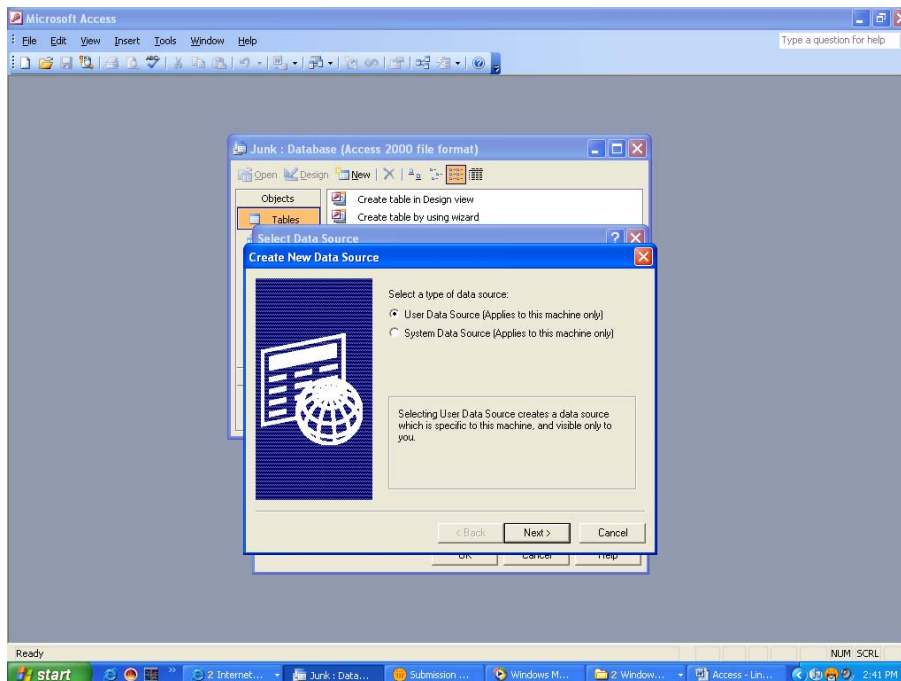 Microsoft Access
File Edit View Insert Tools Window Help
Type a question for help
Junk : Database (Access 2000 file format)
Open Design New
Objects
Create table in Design view
Tables
Create table by using wizard
Select Data Source
Create New Data Source
Select a type of data source:
User Data Source (Applies to this machine only)
System Data Source (Applies to this machine only)
Selecting User Data Source creates a data source
which is specific to this machine, and visible only to
you.
< Back Next > Cancel
OK Cancel Help
Ready
NUM SCRL
start
2 Internet...
Junk : Data...
Submission ...
Windows M...
2 Window...
Access - Lin...
2:41 PM